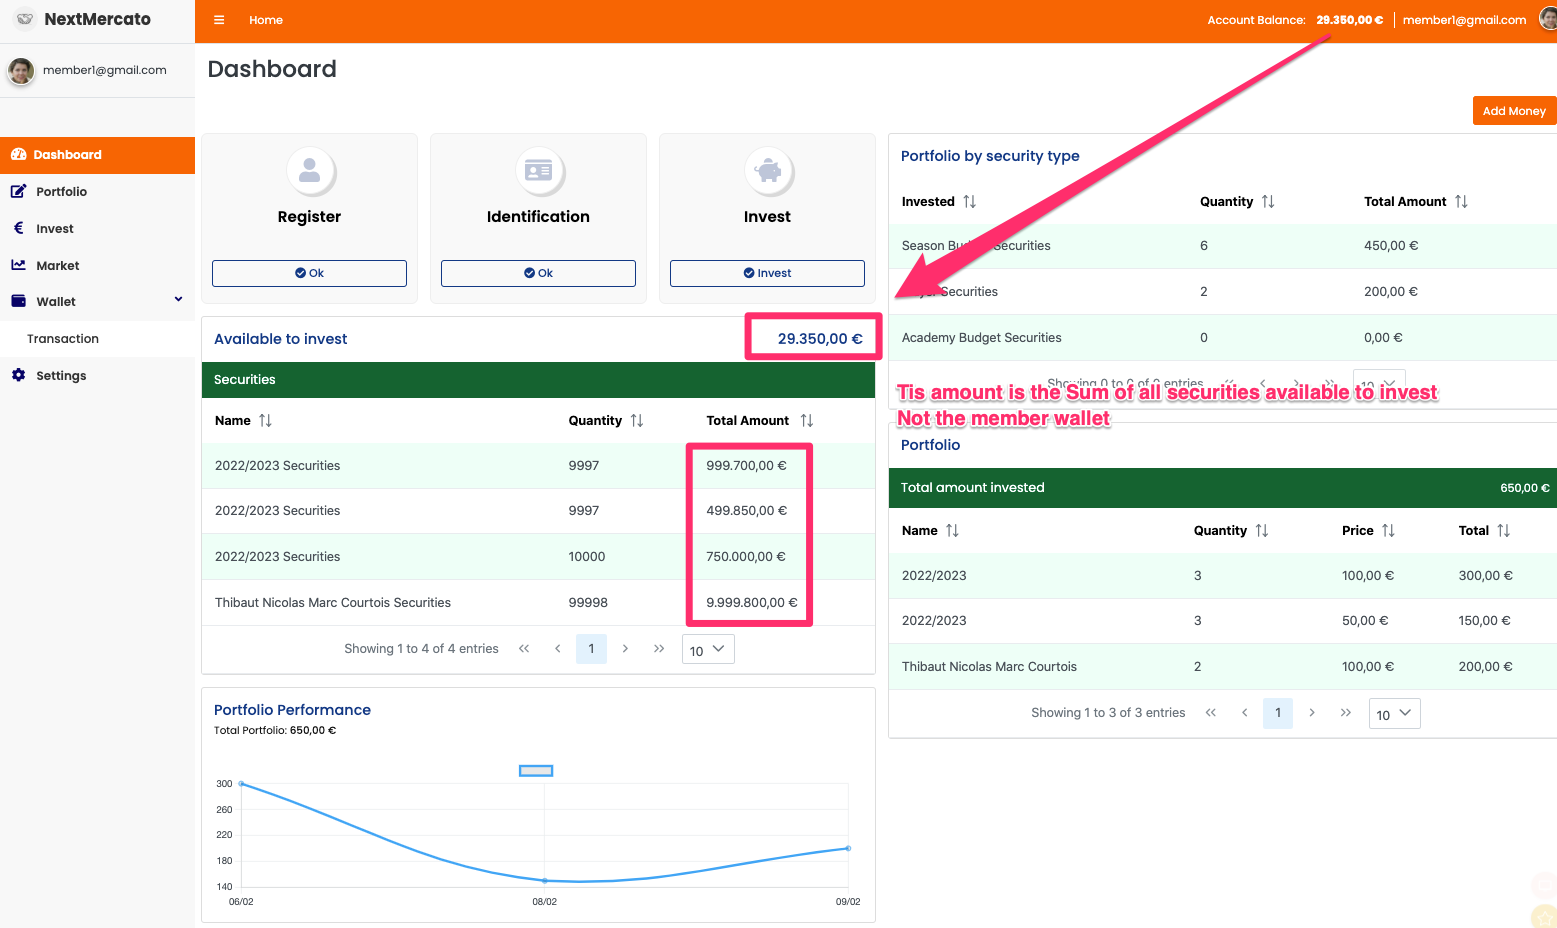 NextMercato
Home
Account Balance: 29.350,00 € member1@gmail.com
member1@gmail.com
Dashboard
Add Money
Dashboard
Portfolio
Invest
Market
Wallet
Transaction
Settings
Register
Ok
Identification
Ok
Invest
Invest
Available to invest 29.350,00 €
Securities
Name Quantity Total Amount
2022/2023 Securities 9997 999.700,00 €
2022/2023 Securities 9997 499.850,00 €
2022/2023 Securities 10000 750.000,00 €
Thibaut Nicolas Marc Courtois Securities 99998 9.999.800,00 €
Showing 1 to 4 of 4 entries « ‹ 1 › » 10
Portfolio Performance
Total Portfolio: 650,00 €
300
260
220
180
140
06/02 08/02 09/02
Portfolio by security type
Invested Quantity Total Amount
Season Securities 6 450,00 €
Securities 2 200,00 €
Academy Budget Securities 0 0,00 €
Showing 0 to 0 of 0 entries « ‹ › » 10
Tis amount is the Sum of all securities available to invest
Not the member wallet
Portfolio
Total amount invested 650,00 €
Name Quantity Price Total
2022/2023 3 100,00 € 300,00 €
2022/2023 3 50,00 € 150,00 €
Thibaut Nicolas Marc Courtois 2 100,00 € 200,00 €
Showing 1 to 3 of 3 entries « ‹ 1 › » 10